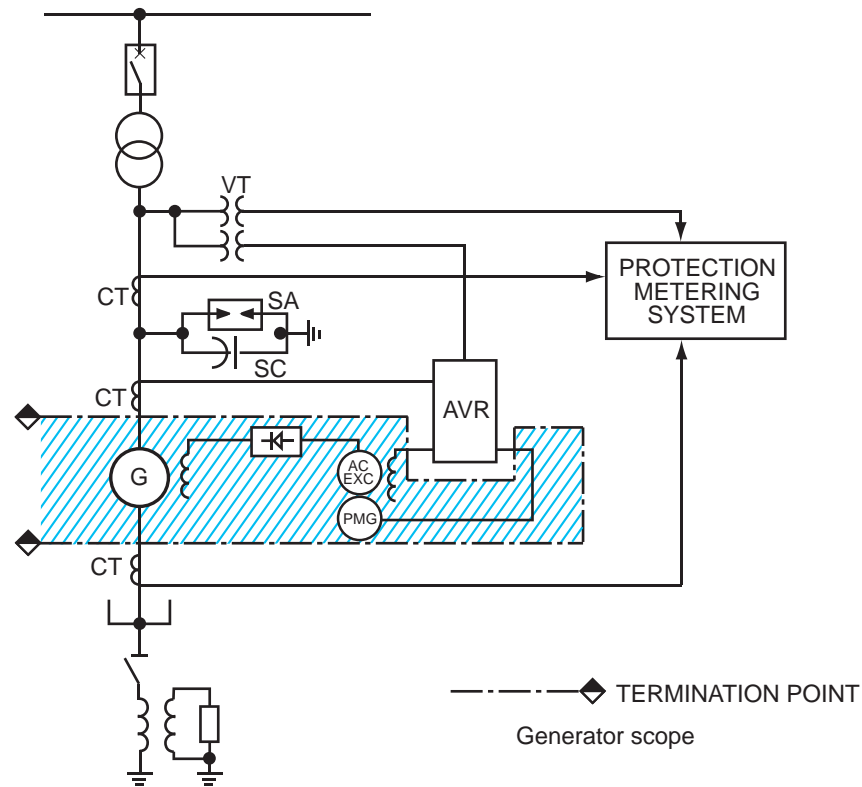 VT
PROTECTION
METERING
SYSTEM
CT
SA
SC
CT
AVR
G
AC
EXC
PMG
CT
TERMINATION POINT
Generator scope